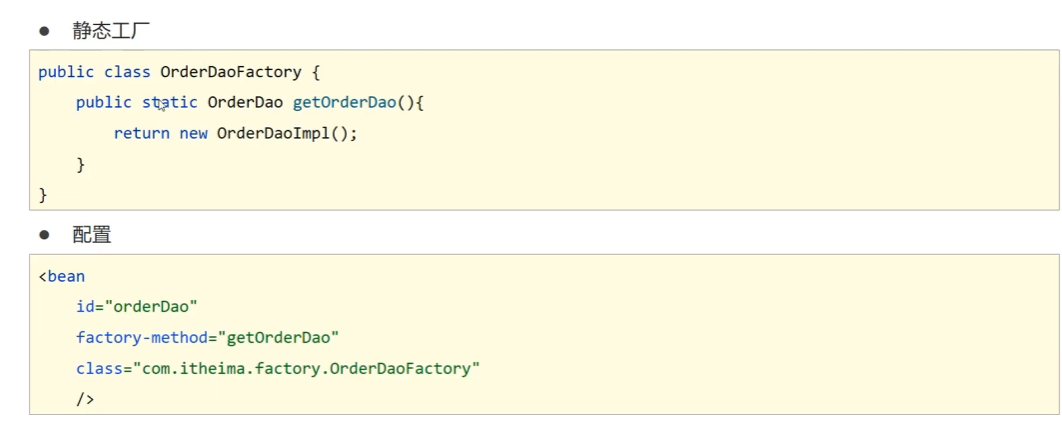 ● 静态工厂
public class OrderDaoFactory {
    public static OrderDao getOrderDao(){
        return new OrderDaoImpl();
    }
}
● 配置
<bean
    id="orderDao"
    factory-method="getOrderDao"
    class="com.itheima.factory.OrderDaoFactory"
    />